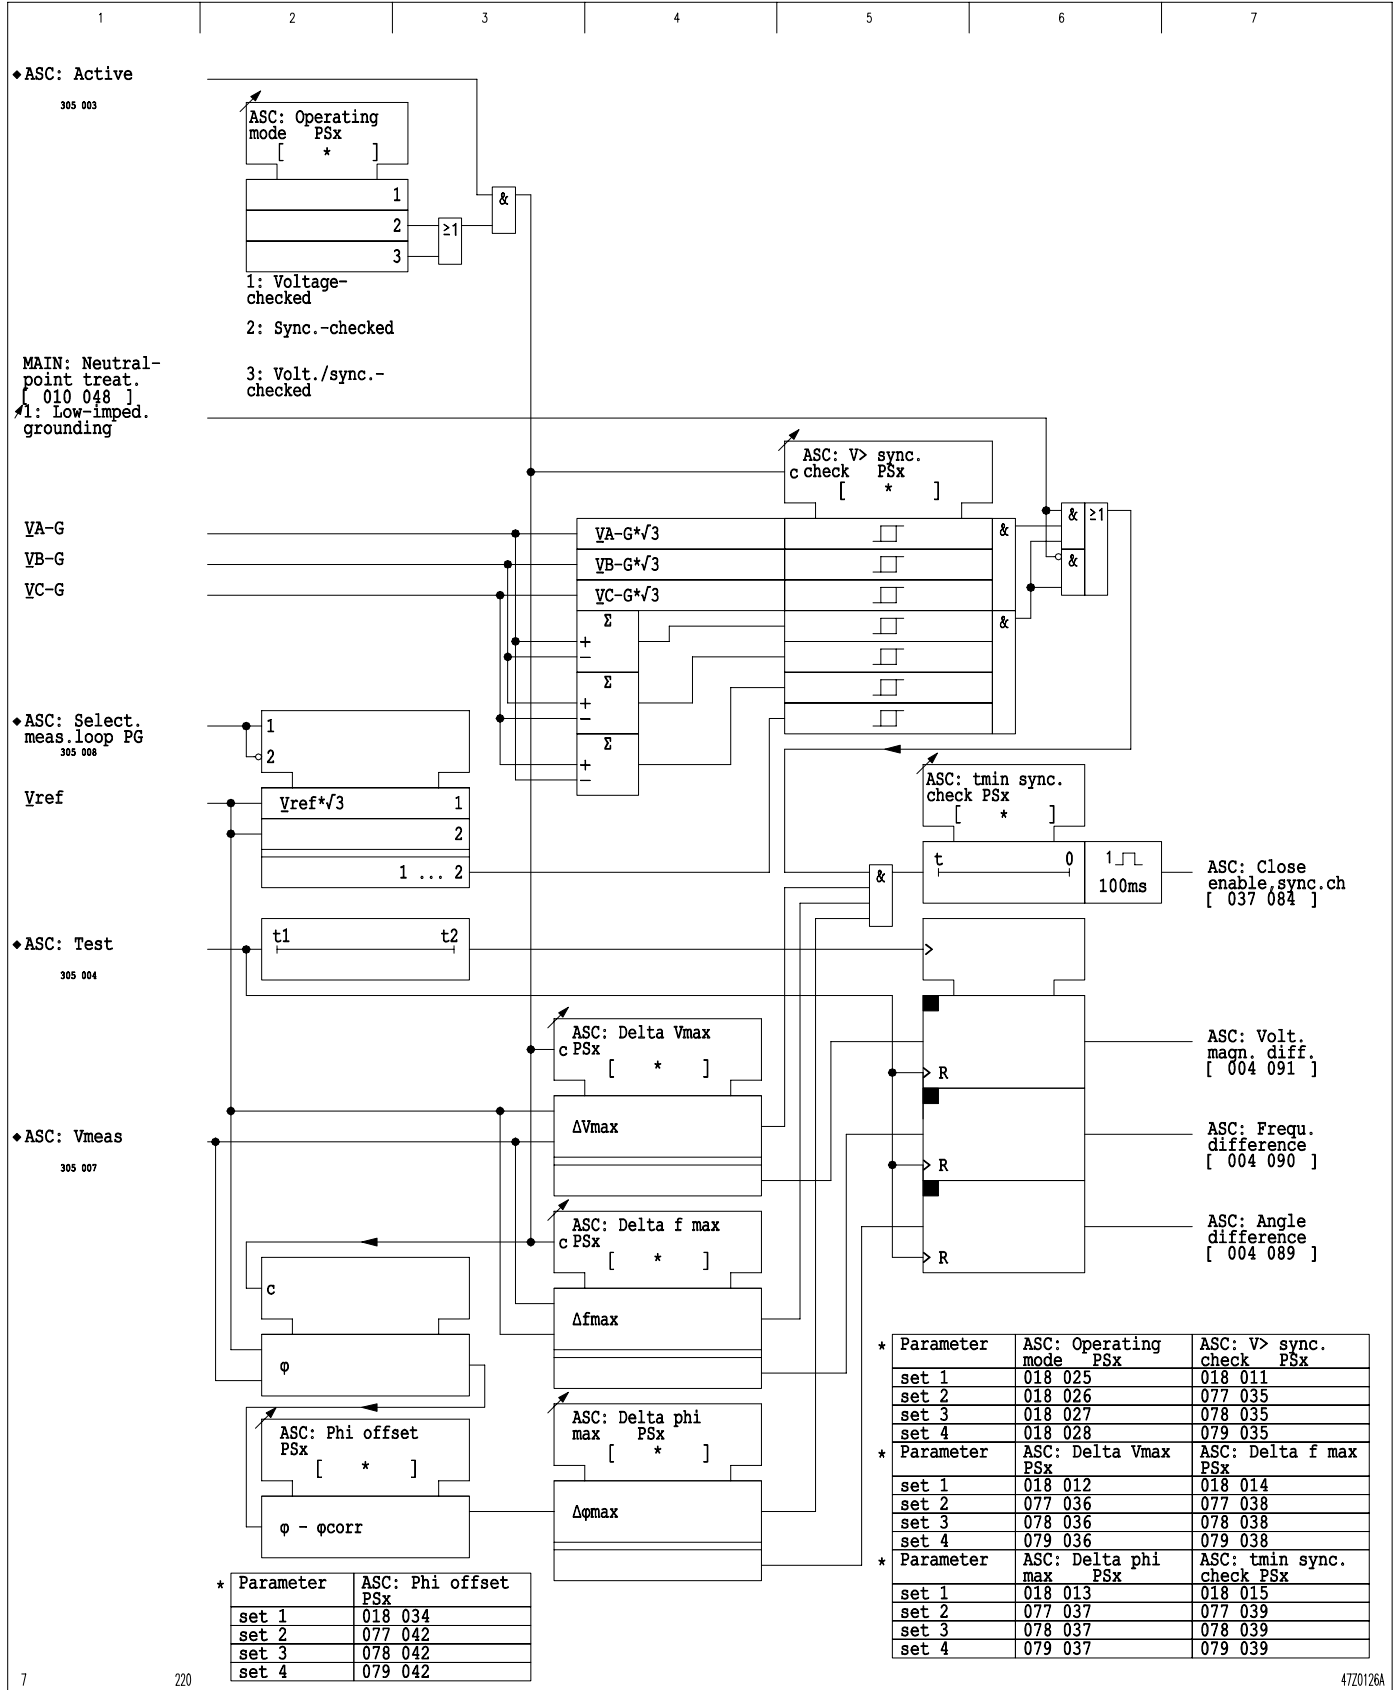 1 2 3 4 5 6 7
◆ASC: Active
305 003
ASC: Operating
mode PSx
[ * ]
1
2
3
≥1
&
1: Voltage-
checked
2: Sync.-checked
3: Volt./sync.-
checked
MAIN: Neutral-
point treat.
[ 010 048 ]
1: Low-imped.
grounding
ASC: V> sync.
c check PSx
[ * ]
VA-G
VB-G
VC-G
VA-G*√3
VB-G*√3
VC-G*√3
&
&
& ≥1
&
Σ
+
−
Σ
+
−
Σ
+
−
◆ASC: Select.
meas.loop PG
305 008
1
2
Vref
Vref*√3 1
2
1 ... 2
ASC: tmin sync.
check PSx
[ * ]
&
t 0
1
100ms
ASC: Close
enable,sync.ch
[ 037 084 ]
◆ASC: Test
305 004
t1 t2
>
ASC: Delta Vmax
c PSx
[ * ]
R
ASC: Volt.
magn. diff.
[ 004 091 ]
◆ASC: Vmeas
305 007
ΔVmax
R
ASC: Frequ.
difference
[ 004 090 ]
ASC: Delta f max
c PSx
[ * ]
R
ASC: Angle
difference
[ 004 089 ]
c
Δfmax
φ
ASC: Phi offset
PSx
[ * ]
ASC: Delta phi
max PSx
[ * ]
φ - φcorr
Δφmax
* Parameter ASC: Operating mode PSx ASC: V> sync. check PSx
set 1 018 025 018 011
set 2 018 026 077 035
set 3 018 027 078 035
set 4 018 028 079 035
* Parameter ASC: Delta Vmax PSx ASC: Delta f max PSx
set 1 018 012 018 014
set 2 077 036 077 038
set 3 078 036 078 038
set 4 079 036 079 038
* Parameter ASC: Delta phi max PSx ASC: tmin sync. check PSx
set 1 018 013 018 015
set 2 077 037 077 039
set 3 078 037 078 039
set 4 079 037 079 039
* Parameter ASC: Phi offset PSx
set 1 018 034
set 2 077 042
set 3 078 042
set 4 079 042
7 220 47Z0126A